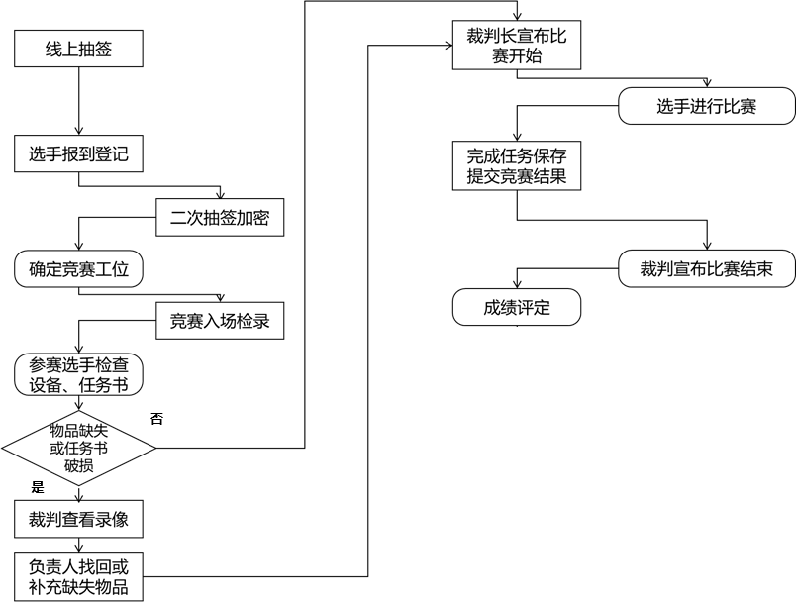 线上抽签
选手报到登记
二次抽签加密
确定竞赛工位
竞赛入场检录
参赛选手检查
设备、任务书
物品缺失
或任务书
破损
否
是
裁判查看录像
负责人找回或
补充缺失物品
裁判长宣布比
赛开始
选手进行比赛
完成任务保存
提交竞赛结果
裁判宣布比赛结束
成绩评定